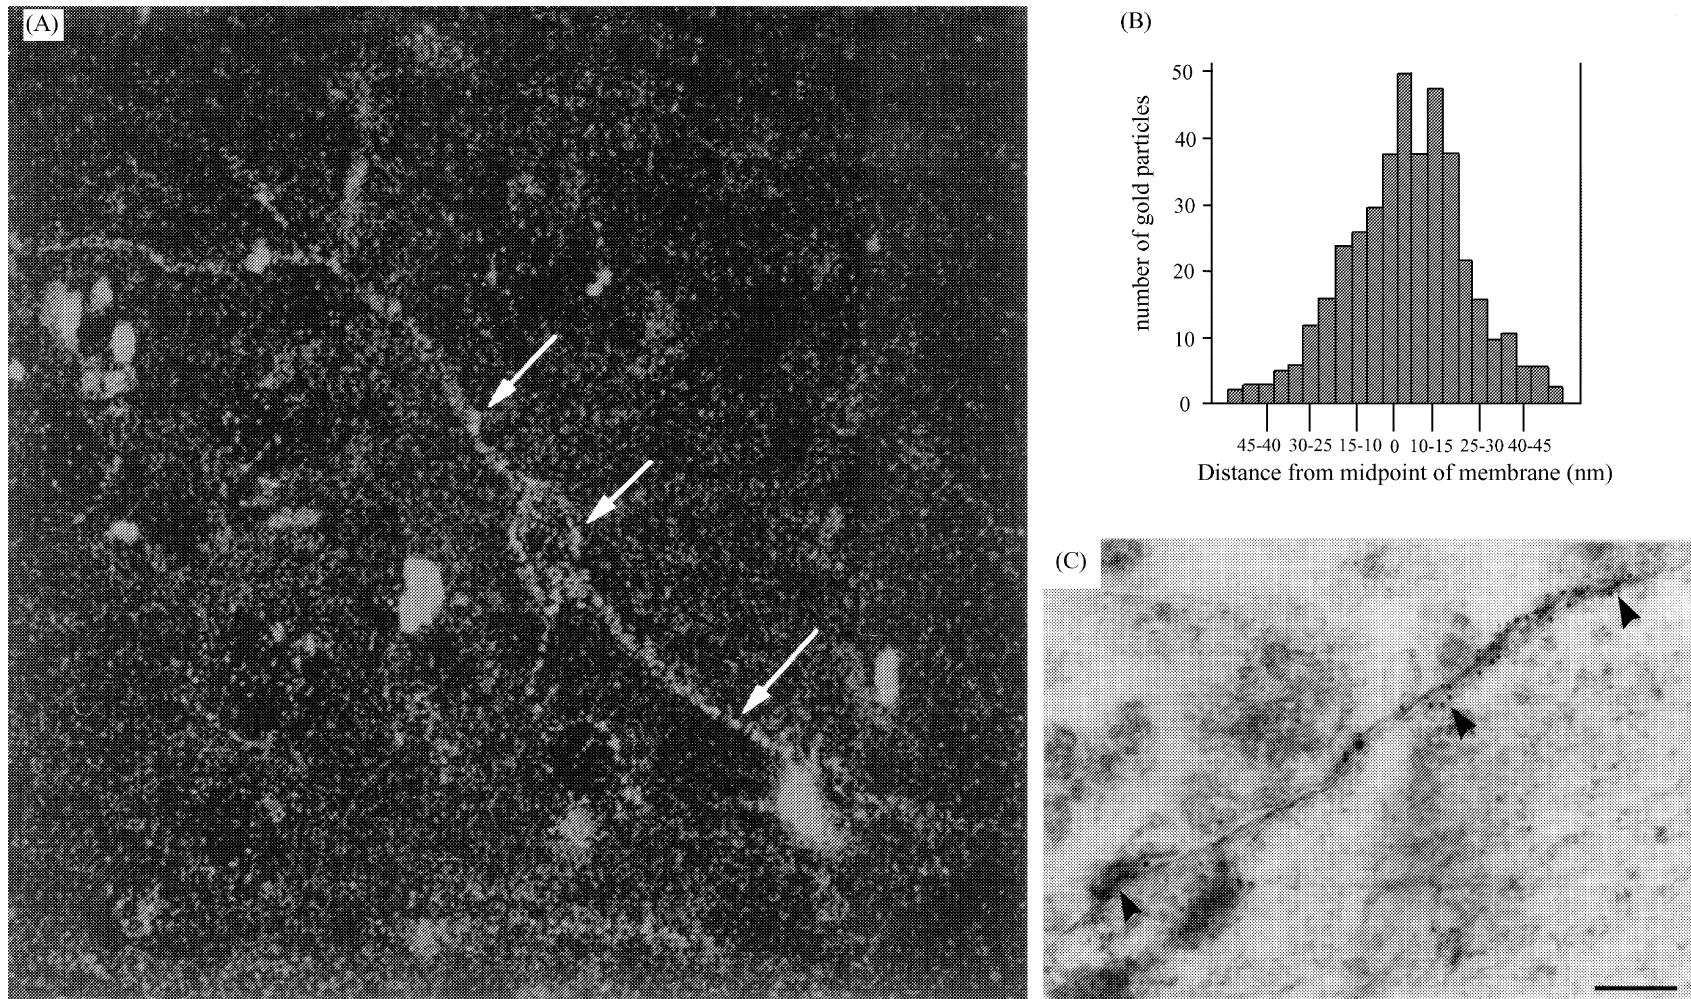 (A)
(B)
50
40
30
20
10
0
number of gold particles
45-40 30-25 15-10 0 10-15 25-30 40-45
Distance from midpoint of membrane (nm)
(C)